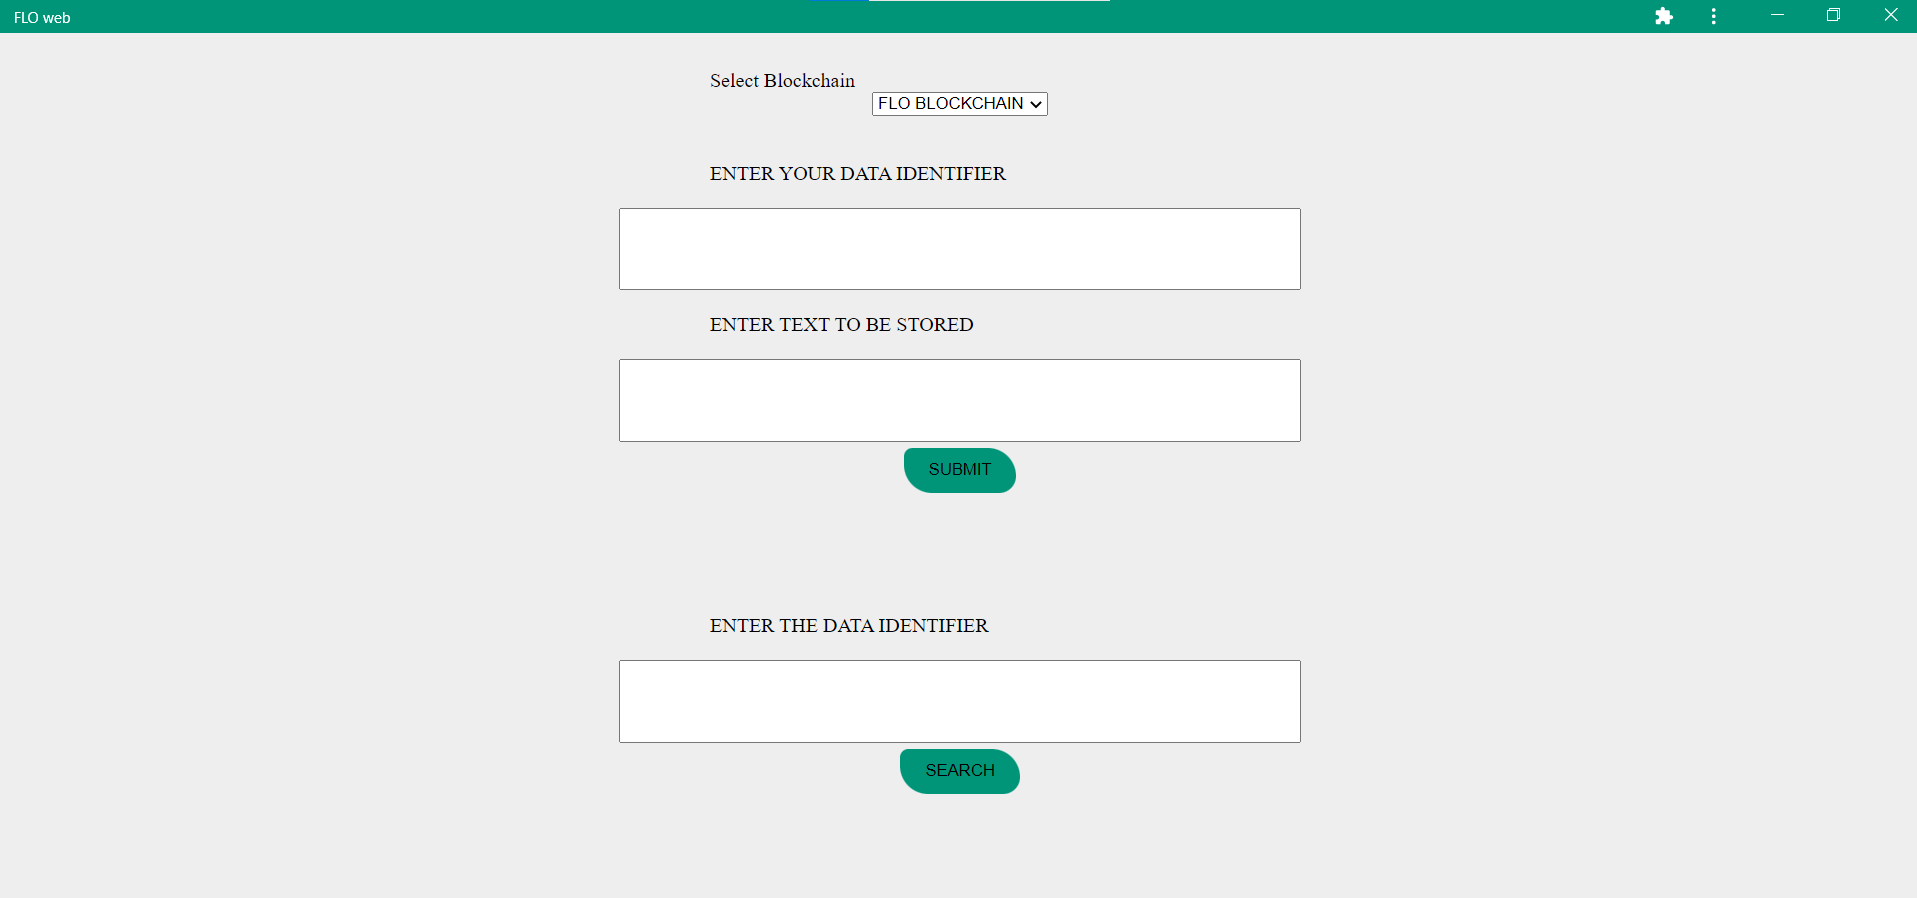 FLO web
Select Blockchain
FLO BLOCKCHAIN
ENTER YOUR DATA IDENTIFIER
ENTER TEXT TO BE STORED
SUBMIT
ENTER THE DATA IDENTIFIER
SEARCH